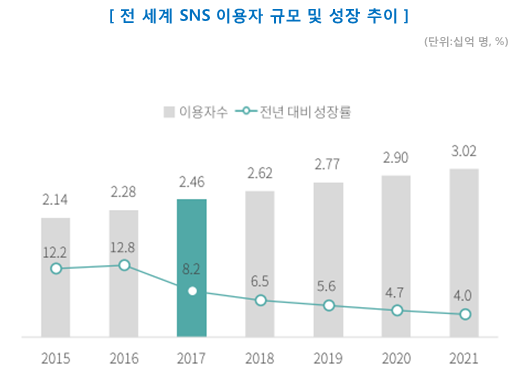 [ 전 세계 SNS 이용자 규모 및 성장 추이 ]
(단위:십억 명, %)
이용자수 전년 대비 성장률
2.14 2.28 2.46 2.62 2.77 2.90 3.02
12.2 12.8 8.2 6.5 5.6 4.7 4.0
2015 2016 2017 2018 2019 2020 2021